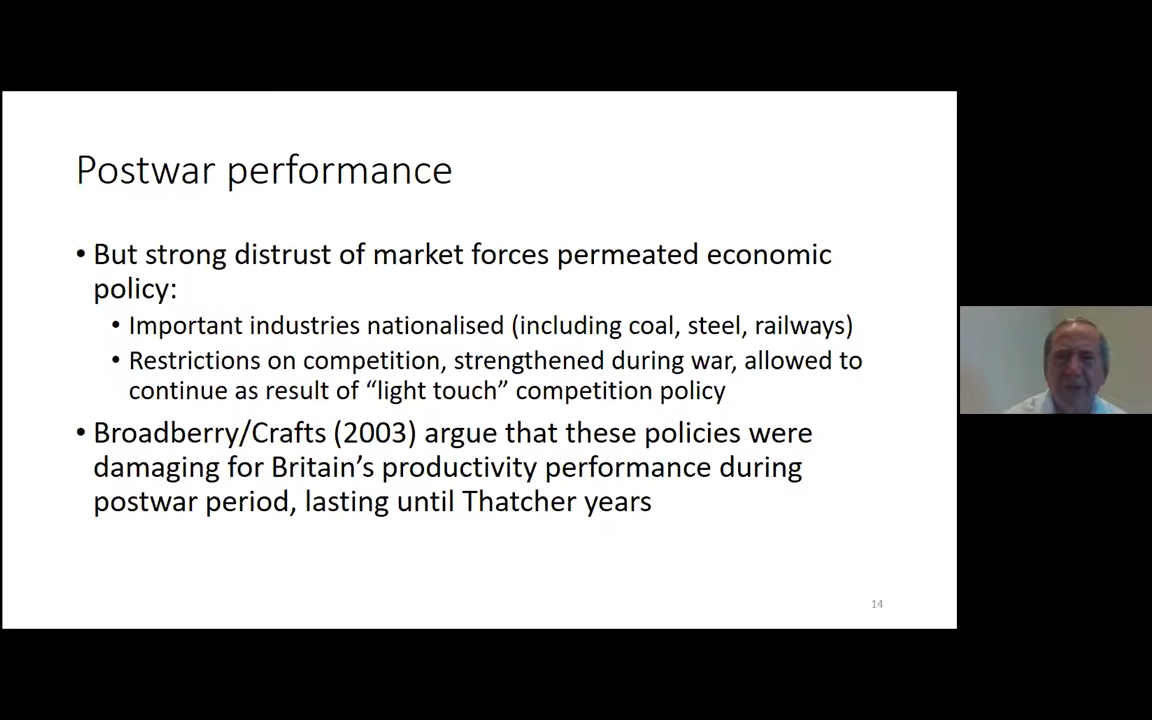 Postwar performance
• But strong distrust of market forces permeated economic
policy:
• Important industries nationalised (including coal, steel, railways)
• Restrictions on competition, strengthened during war, allowed to
continue as result of “light touch” competition policy
• Broadberry/Crafts (2003) argue that these policies were
damaging for Britain’s productivity performance during
postwar period, lasting until Thatcher years
14